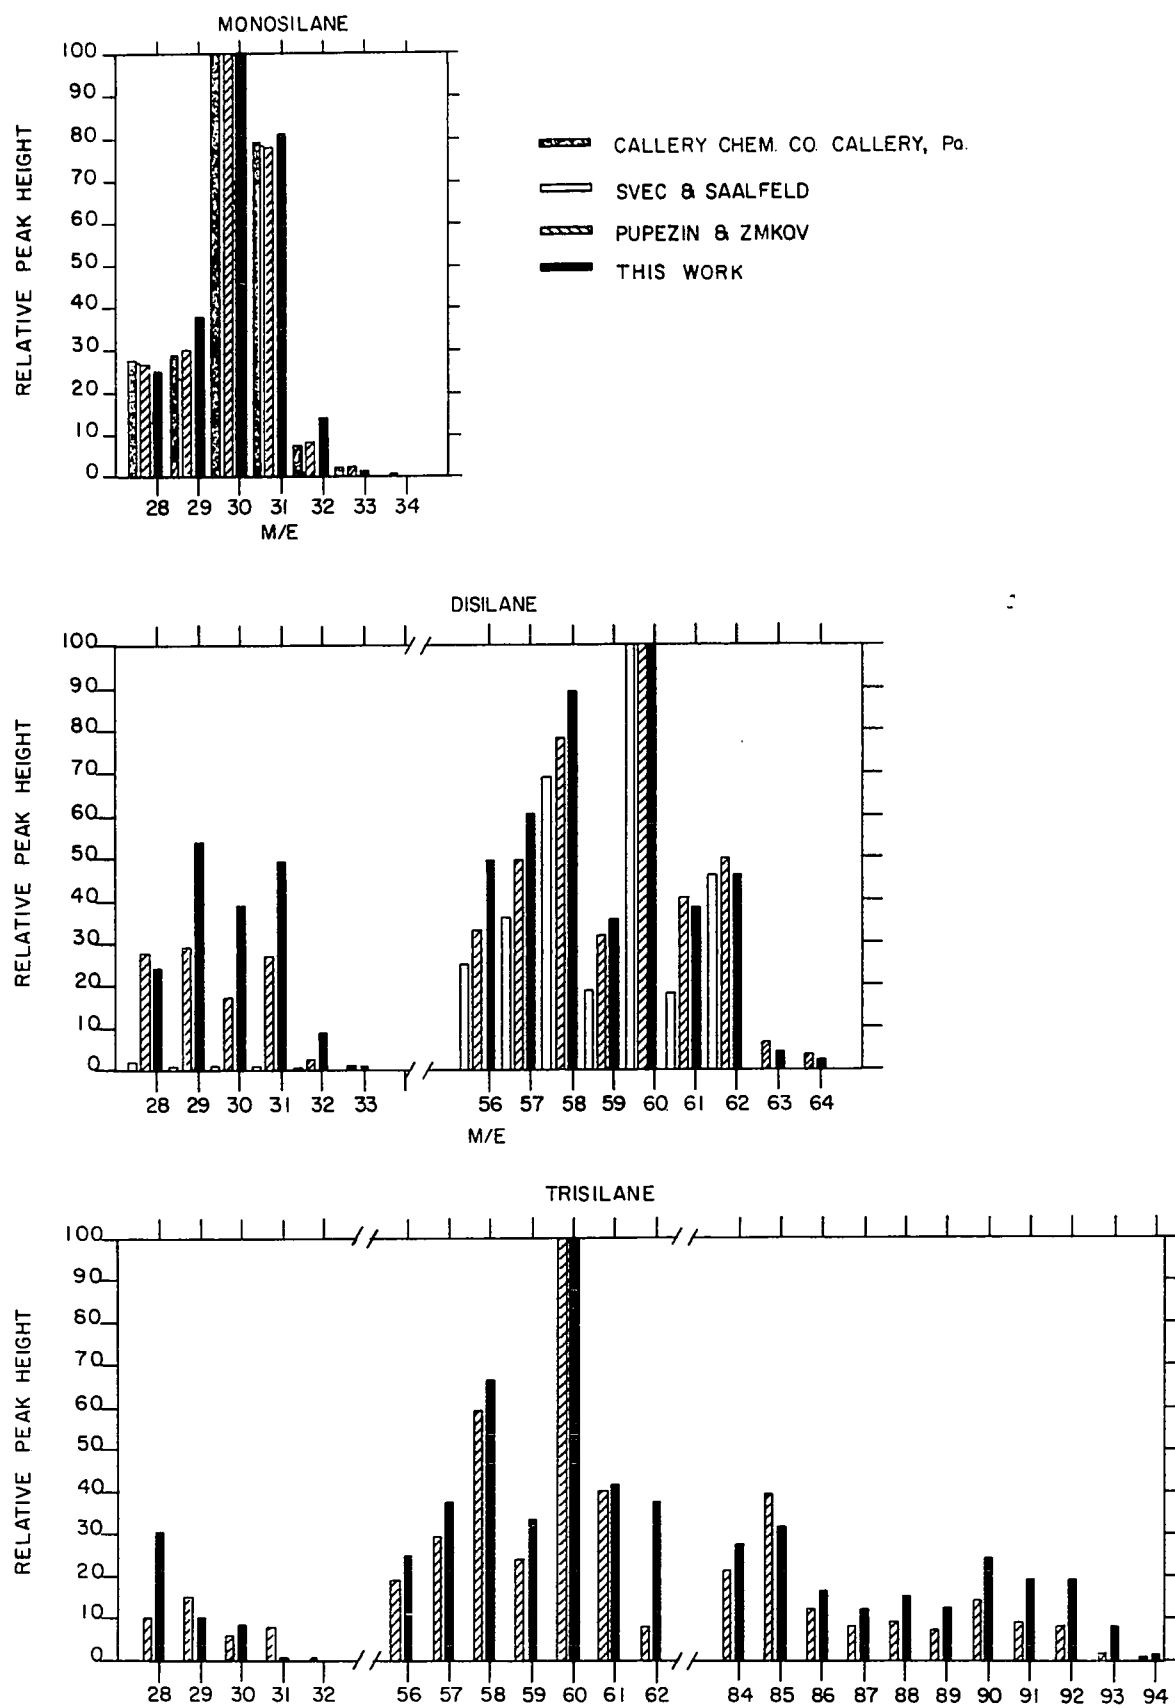 MONOSILANE
RELATIVE PEAK HEIGHT
100
90
80
70
60
50
40
30
20
10
0
28 29 30 31 32 33 34
M/E
CALLERY CHEM. CO. CALLERY, Pa.
SVEC & SAALFELD
PUPEZIN & ZMKOV
THIS WORK
DISILANE
RELATIVE PEAK HEIGHT
100
90
80
70
60
50
40
30
20
10
0
28 29 30 31 32 33 56 57 58 59 60 61 62 63 64
M/E
TRISILANE
RELATIVE PEAK HEIGHT
100
90
80
70
60
50
40
30
20
10
0
28 29 30 31 32 56 57 58 59 60 61 62 84 85 86 87 88 89 90 91 92 93 94